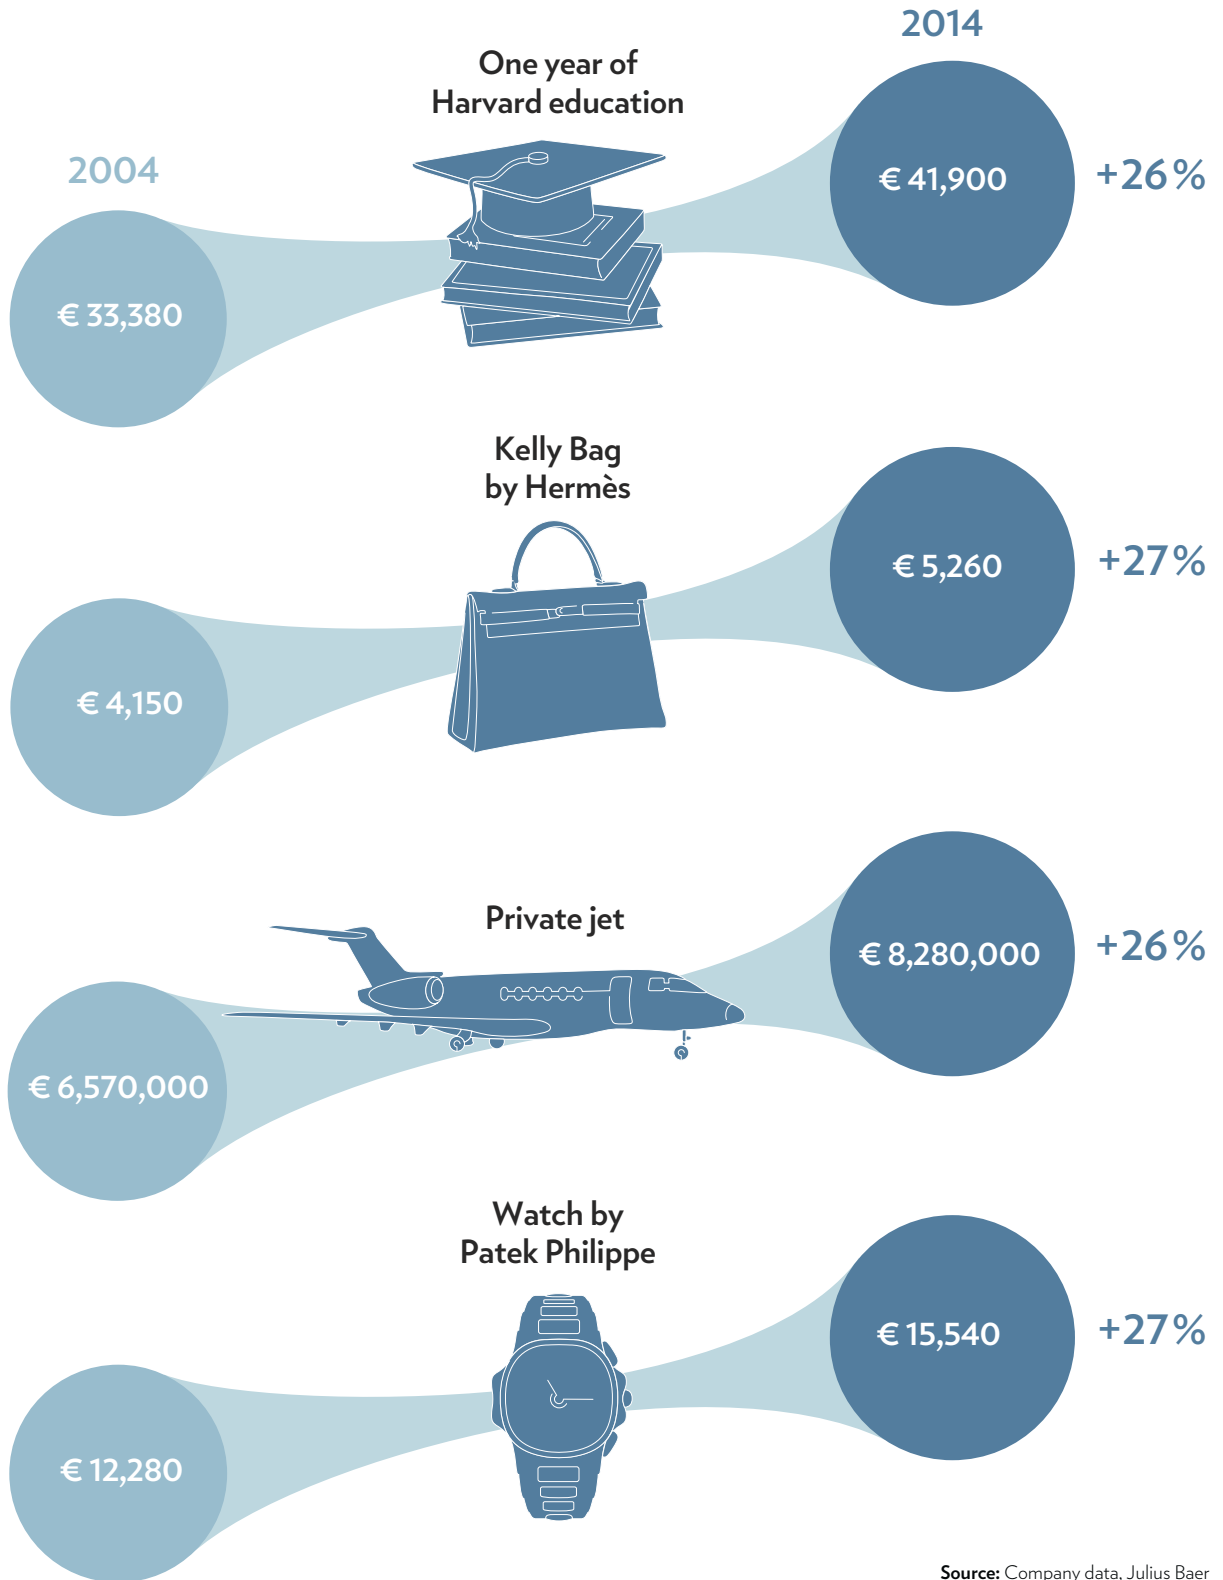 2014
One year of
Harvard education
2004
€ 41,900
+26%
€ 33,380
Kelly Bag
by Hermès
€ 5,260
+27%
€ 4,150
Private jet
€ 8,280,000
+26%
€ 6,570,000
Watch by
Patek Philippe
€ 15,540
+27%
€ 12,280
Source: Company data, Julius Baer